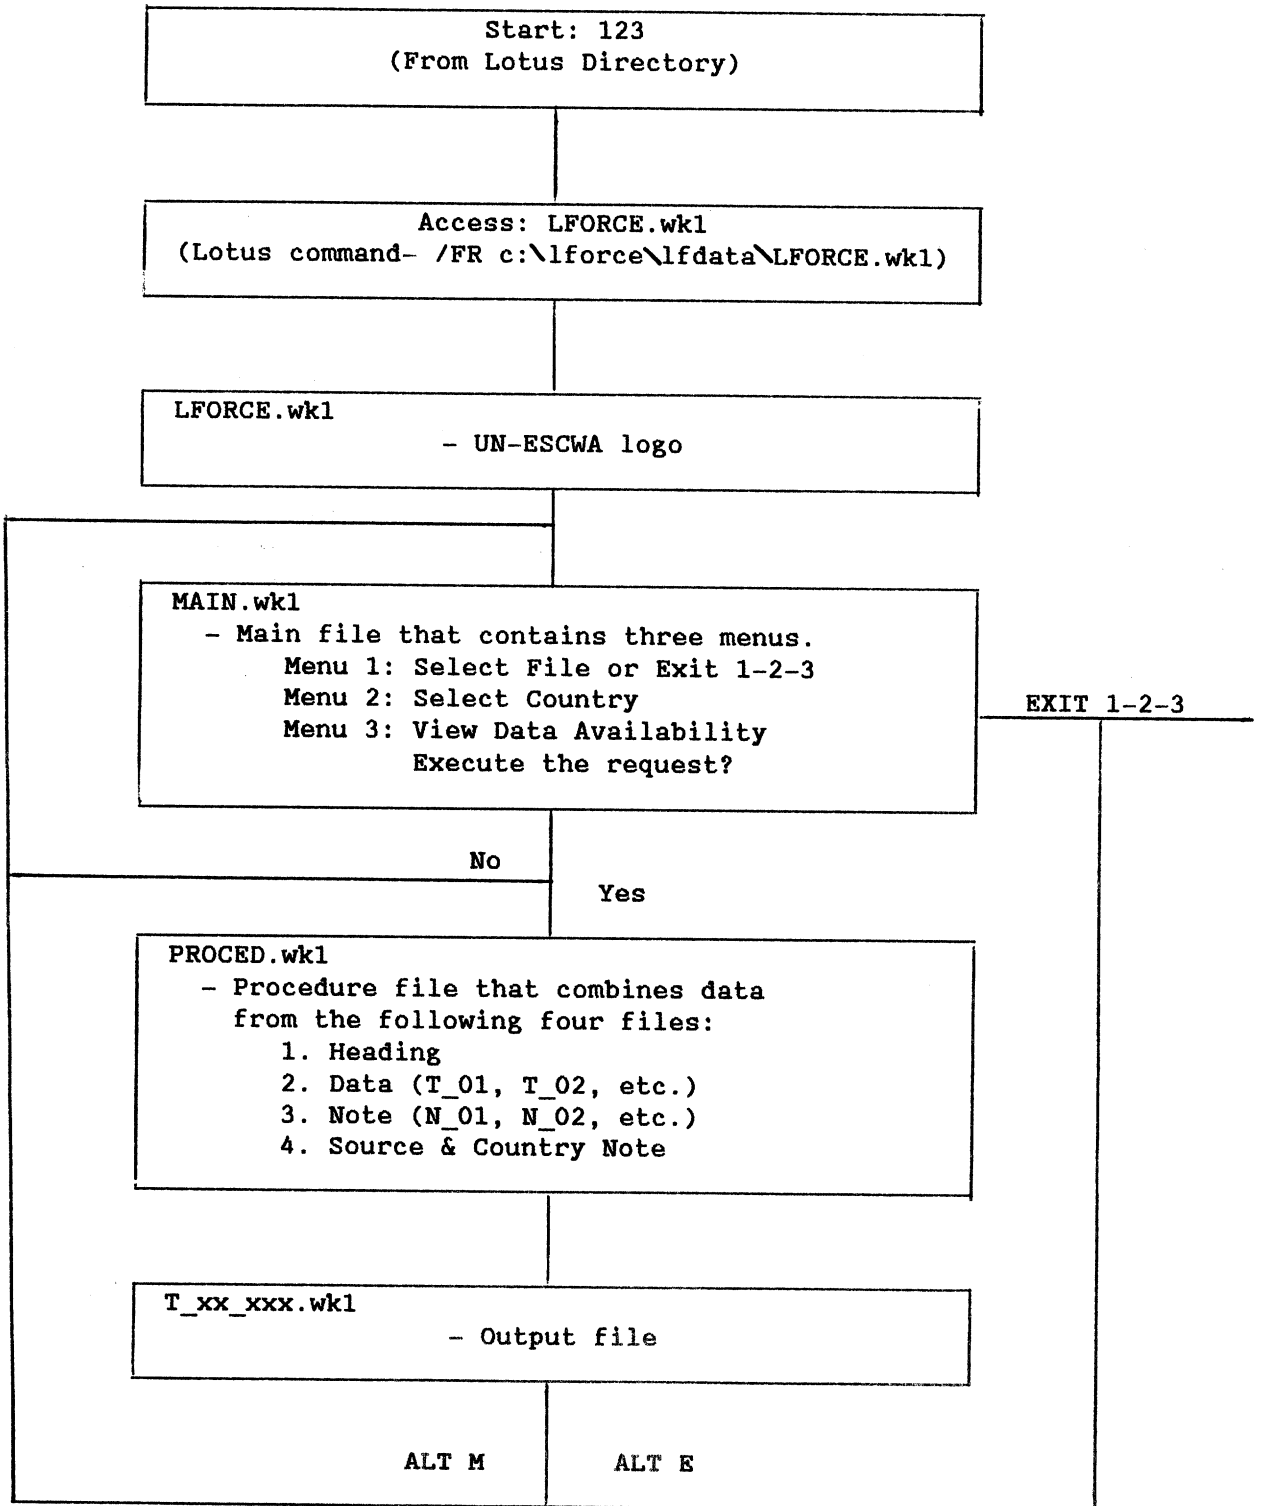 Start: 123
(From Lotus Directory)
Access: LFORCE.wk1
(Lotus command- /FR c:\lforce\lfdata\LFORCE.wk1)
LFORCE.wk1
- UN-ESCWA logo
MAIN.wk1
- Main file that contains three menus.
Menu 1: Select File or Exit 1-2-3
Menu 2: Select Country
Menu 3: View Data Availability
Execute the request?
EXIT 1-2-3
No
Yes
PROCED.wk1
- Procedure file that combines data
from the following four files:
1. Heading
2. Data (T_01, T_02, etc.)
3. Note (N_01, N_02, etc.)
4. Source & Country Note
T_xx_xxx.wk1
- Output file
ALT M
ALT E